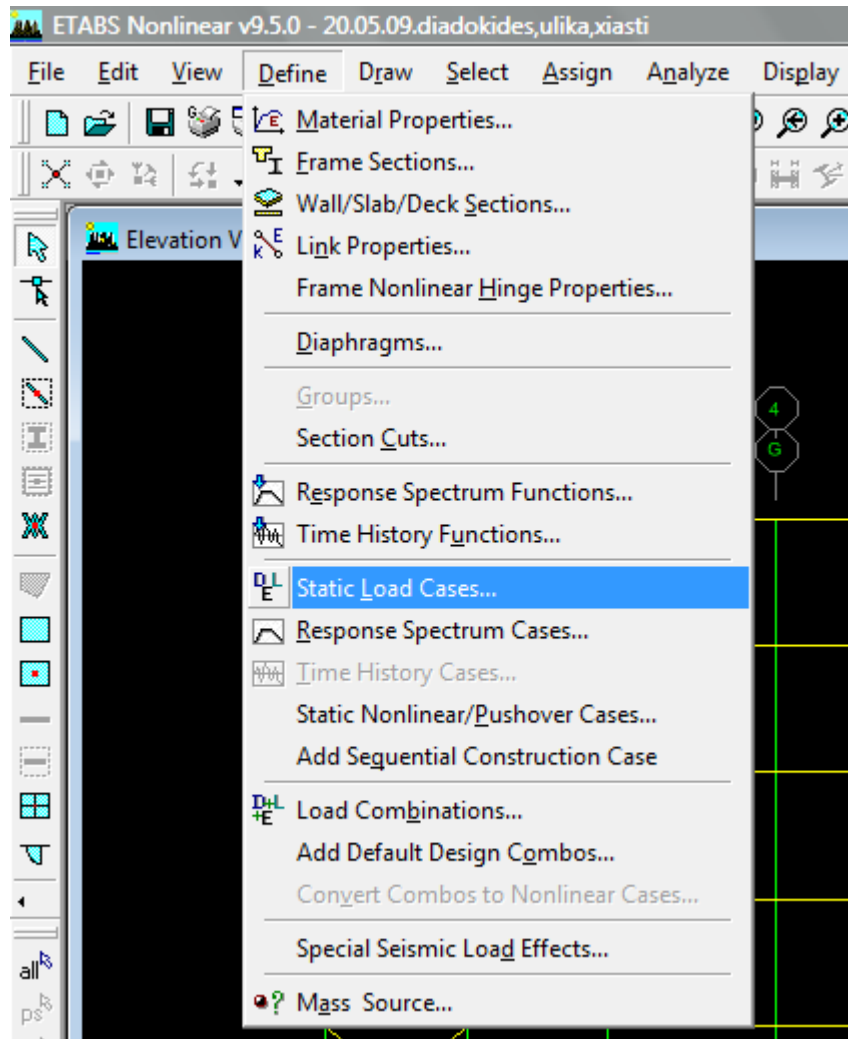 ETABS Nonlinear v9.5.0 - 20.05.09.diadokides,ulika,xiasti
File Edit View Define Draw Select Assign Analyze Display
Material Properties...
Frame Sections...
Wall/Slab/Deck Sections...
Elevation V
Link Properties...
Frame Nonlinear Hinge Properties...
Diaphragms...
Groups...
4
Section Cuts...
G
Response Spectrum Functions...
Time History Functions...
Static Load Cases...
Response Spectrum Cases...
Time History Cases...
Static Nonlinear/Pushover Cases...
Add Sequential Construction Case
Load Combinations...
Add Default Design Combos...
Convert Combos to Nonlinear Cases...
Special Seismic Load Effects...
all
Mass Source...
ps